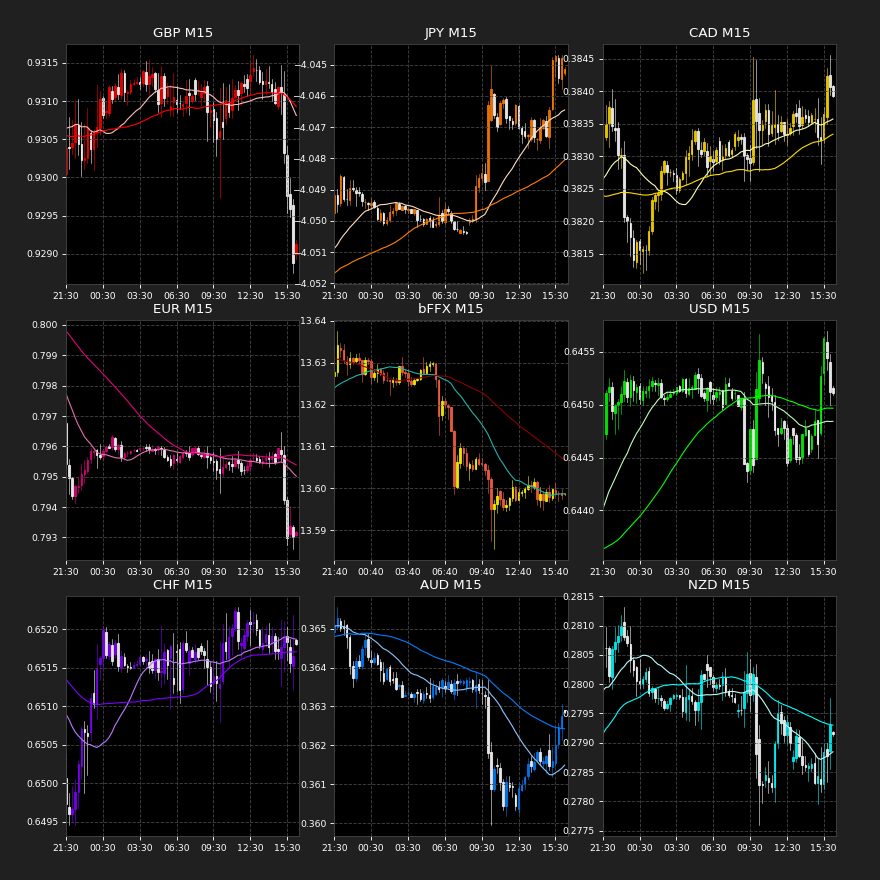 GBP M15 JPY M15 CAD M15
0.9315 0.9310 0.9305 0.9300 0.9295 0.9290
-4.045 -4.046 -4.047 -4.048 -4.049 -4.050 -4.051 -4.052
0.3845 0.3840 0.3835 0.3830 0.3825 0.3820 0.3815
21:30 00:30 03:30 06:30 09:30 12:30 15:30
21:30 00:30 03:30 06:30 09:30 12:30 15:30
21:30 00:30 03:30 06:30 09:30 12:30 15:30
EUR M15 bFFX M15 USD M15
0.800 0.799 0.798 0.797 0.796 0.795 0.794 0.793
13.64 13.63 13.62 13.61 13.60 13.59
0.6455 0.6450 0.6445 0.6440
21:30 00:30 03:30 06:30 09:30 12:30 15:30
21:40 00:40 03:40 06:40 09:40 12:40 15:40
21:30 00:30 03:30 06:30 09:30 12:30 15:30
CHF M15 AUD M15 NZD M15
0.6520 0.6515 0.6510 0.6505 0.6500 0.6495
0.365 0.364 0.363 0.362 0.361 0.360
0.2815 0.2810 0.2805 0.2800 0.2795 0.2790 0.2785 0.2780 0.2775
21:30 00:30 03:30 06:30 09:30 12:30 15:30
21:30 00:30 03:30 06:30 09:30 12:30 15:30
21:30 00:30 03:30 06:30 09:30 12:30 15:30